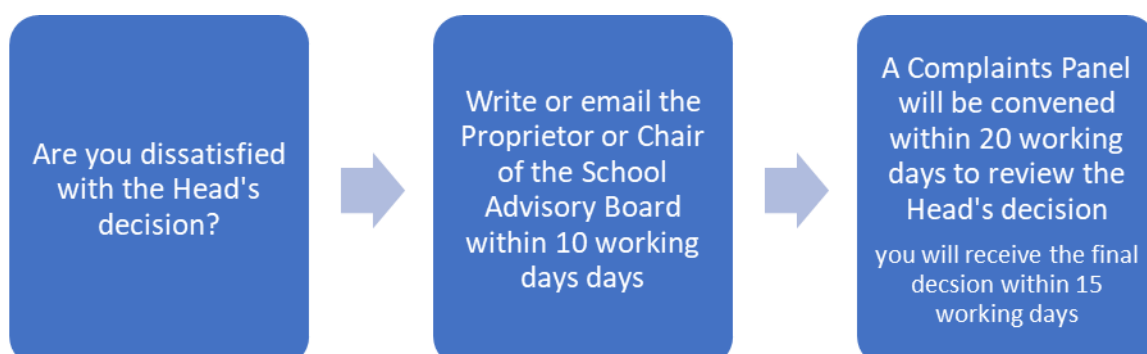 Are you dissatisfied
with the Head's
decision?
Write or email the
Proprietor or Chair
of the School
Advisory Board
within 10 working
days days
A Complaints Panel
will be convened
within 20 working
days to review the
Head's decision
you will receive the final
decsion within 15
working days